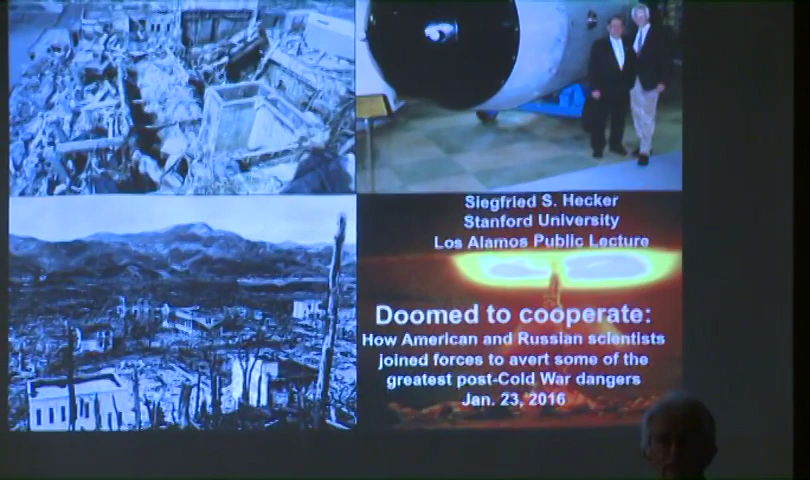 Siegfried S. Hecker
Stanford University
Los Alamos Public Lecture
Doomed to cooperate:
How American and Russian scientists
joined forces to avert some of the
greatest post-Cold War dangers
Jan. 23, 2016